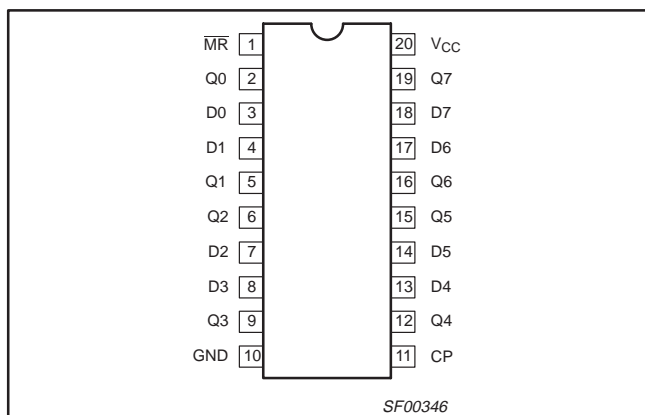 M̅R̅ 1 20 VCC
Q0 2 19 Q7
D0 3 18 D7
D1 4 17 D6
Q1 5 16 Q6
Q2 6 15 Q5
D2 7 14 D5
D3 8 13 D4
Q3 9 12 Q4
GND 10 11 CP
SF00346